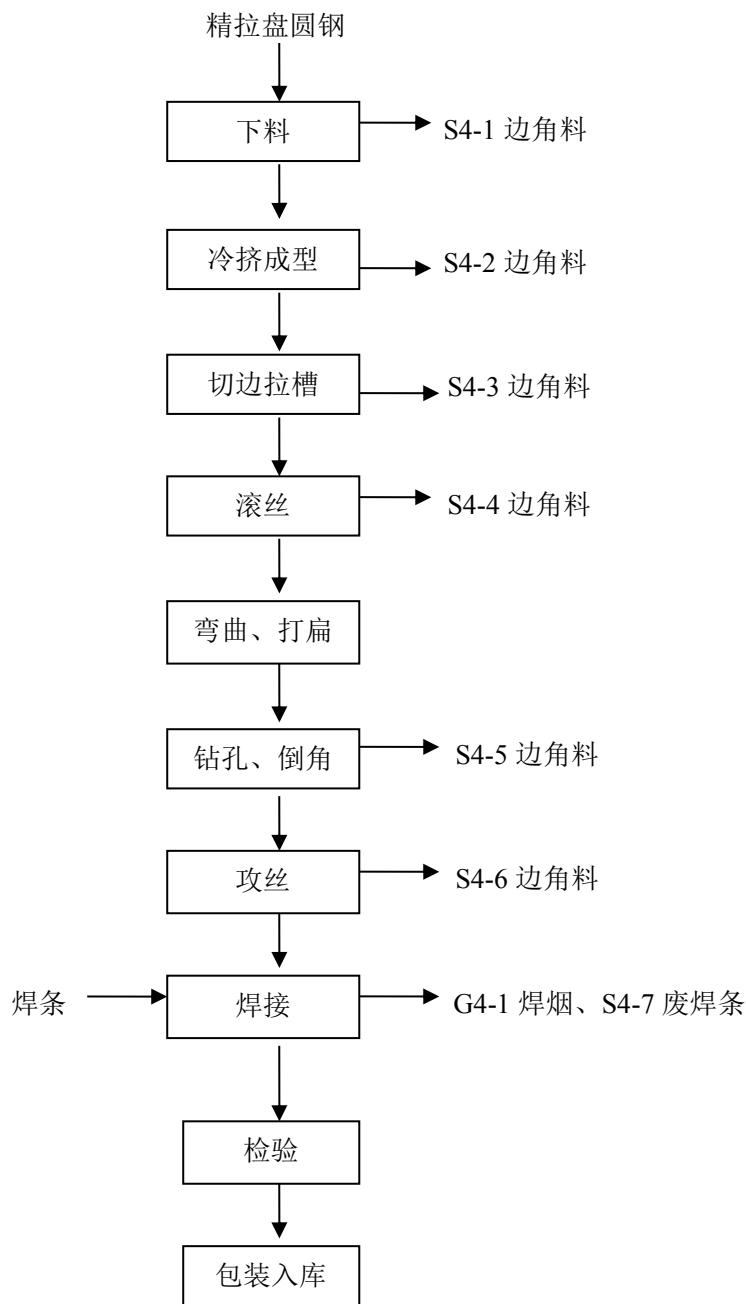 精拉盘圆钢
下料
S4-1 边角料
冷挤成型
S4-2 边角料
切边拉槽
S4-3 边角料
滚丝
S4-4 边角料
弯曲、打扁
钻孔、倒角
S4-5 边角料
攻丝
S4-6 边角料
焊条
焊接
G4-1 焊烟、S4-7 废焊条
检验
包装入库